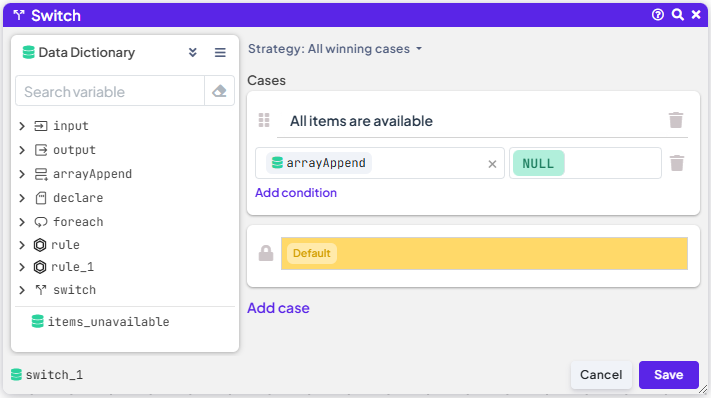 Switch
Data Dictionary
Search variable
input
output
arrayAppend
declare
foreach
rule
rule_1
switch
items_unavailable
Strategy: All winning cases
Cases
All items are available
arrayAppend
NULL
Add condition
Default
Add case
switch_1
Cancel
Save